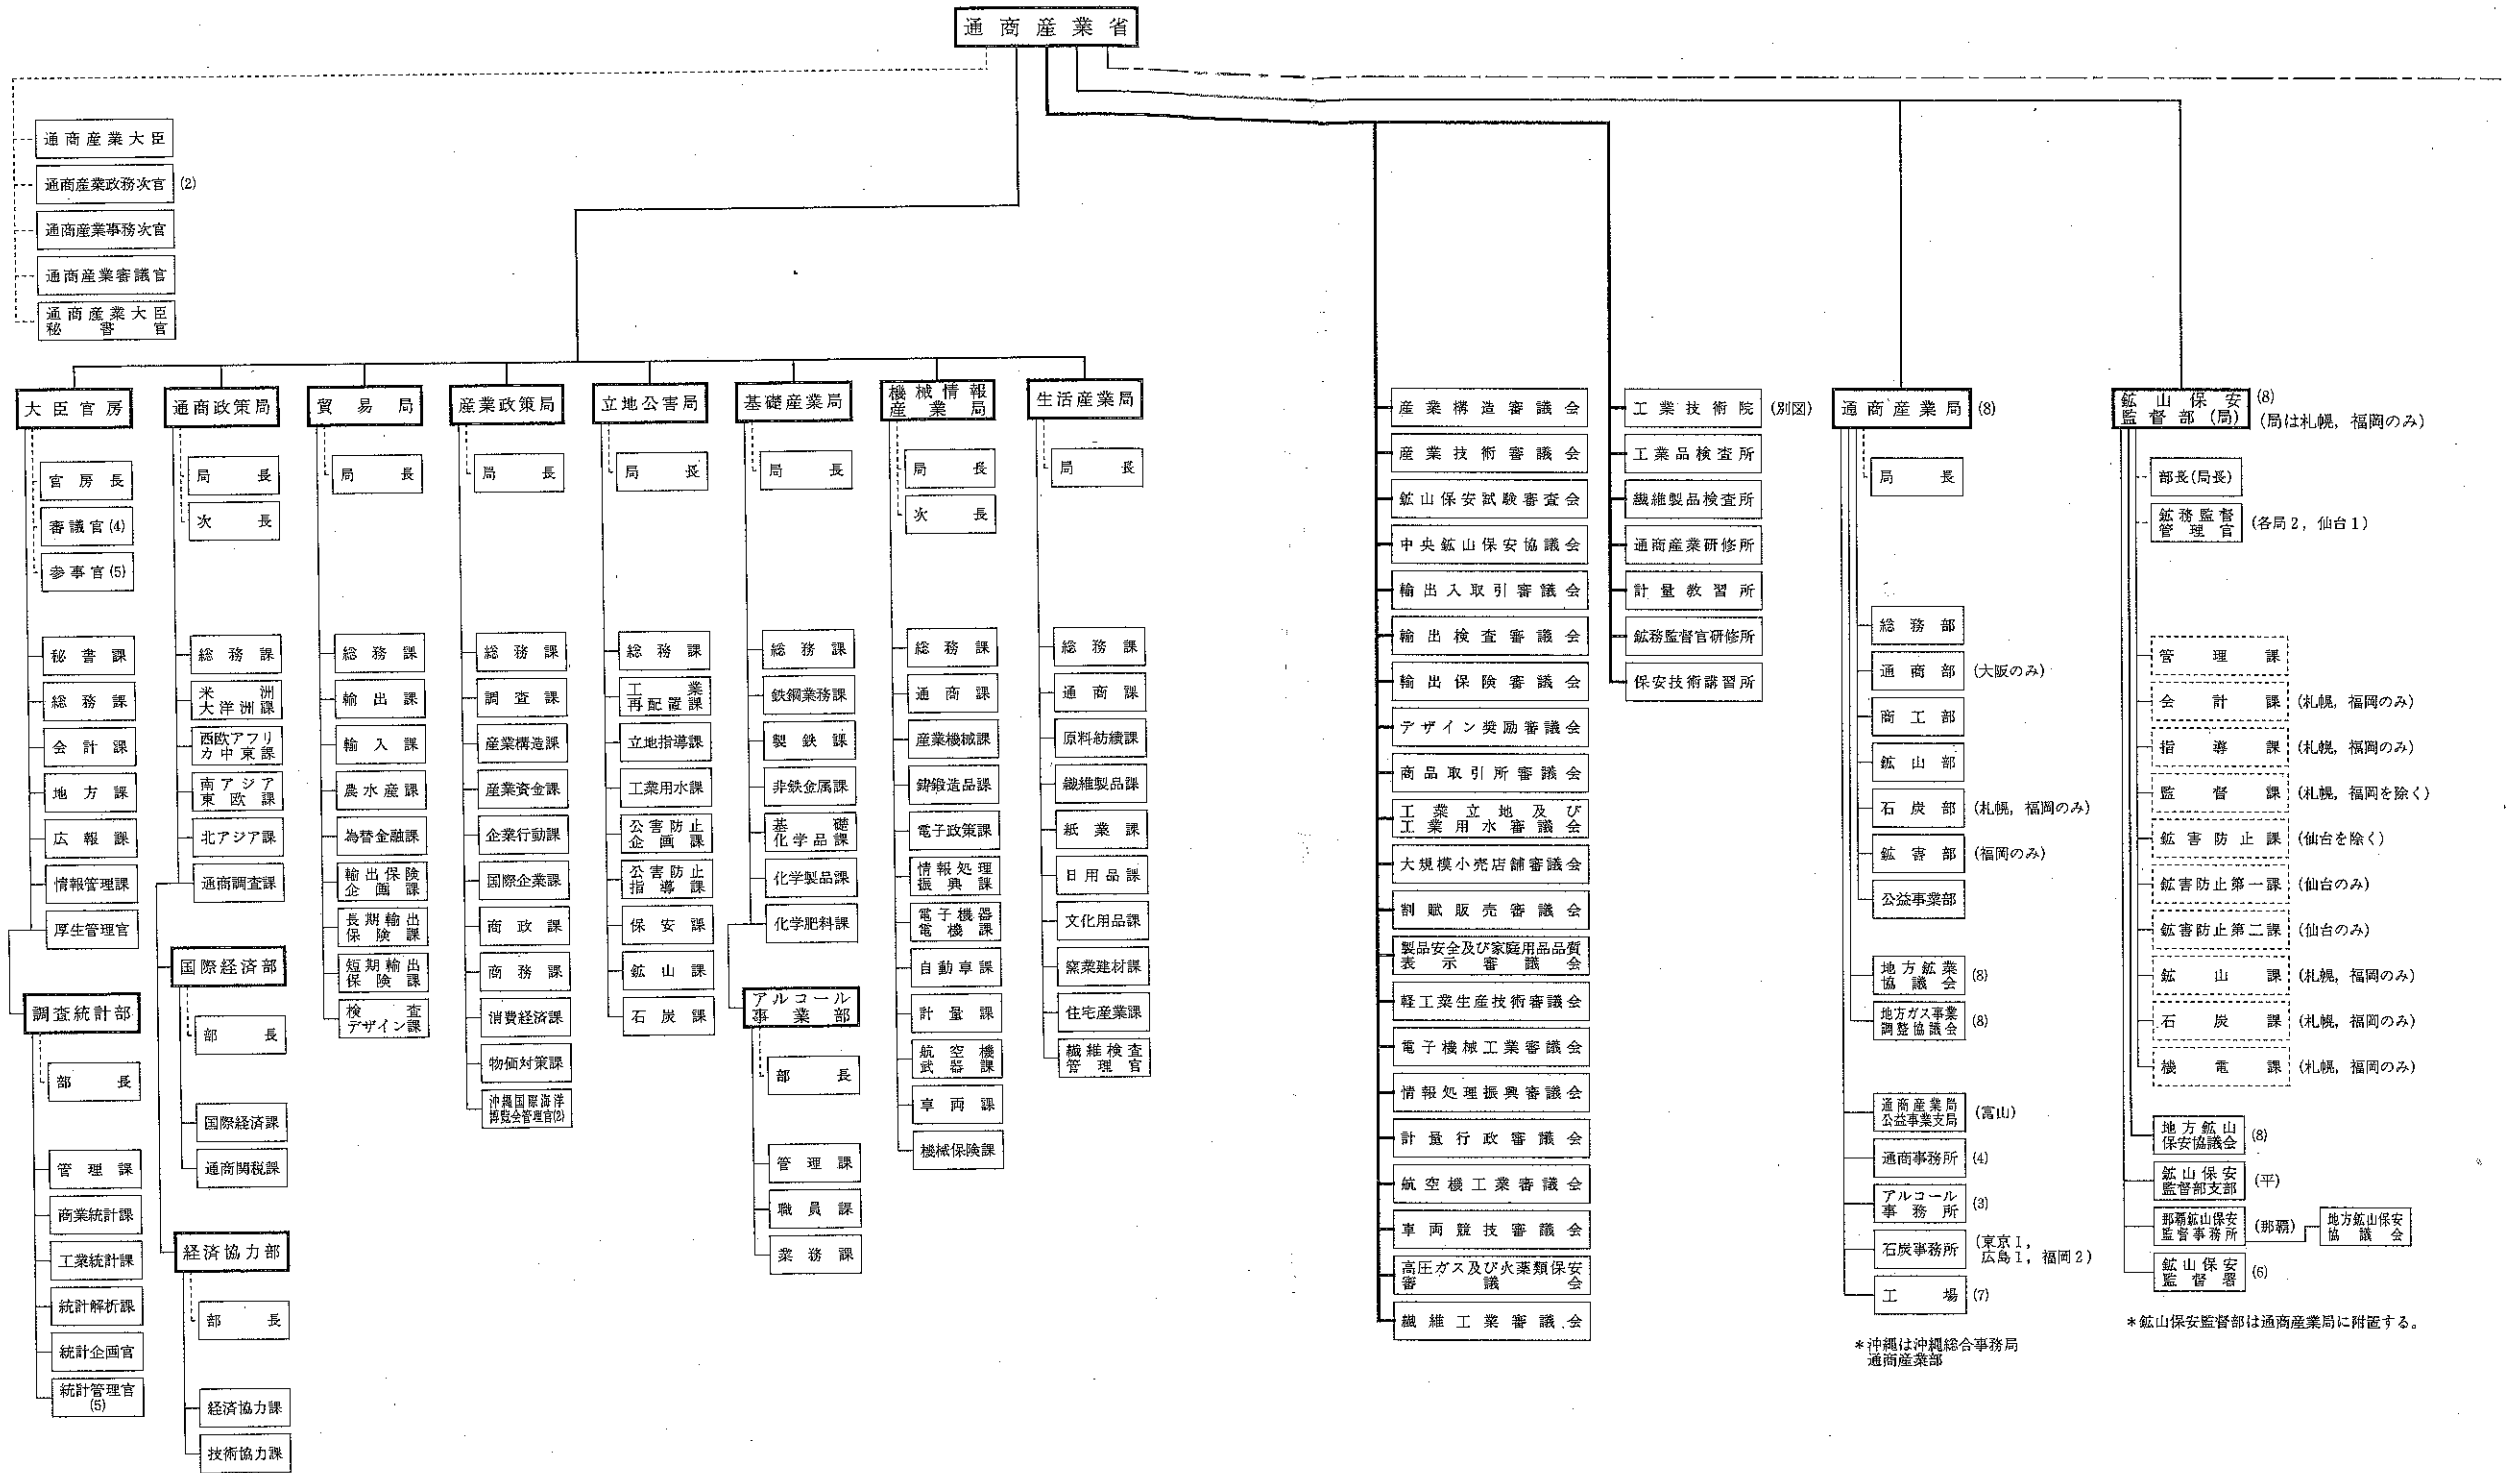 通商産業省
通商産業大臣
通商産業政務次官 (2)
通商産業事務次官
通商産業審議官
通商産業大臣
秘書官
大臣官房
官房長
審議官(4)
参事官(5)
秘書課
総務課
会計課
地方課
広報課
情報管理課
厚生管理官
調査統計部
部長
管理課
商業統計課
工業統計課
統計解析課
統計企画官
統計管理官
(5)
通商政策局
局長
次長
総務課
米洲
大洋洲課
西欧アフリ
カ中東課
南アジア
東欧課
北アジア課
通商調査課
国際経済部
部長
国際経済課
通商関税課
経済協力部
部長
経済協力課
技術協力課
貿易局
局長
総務課
輸出課
輸入課
農水産課
為替金融課
輸出保険
企画課
長期輸出
保険課
短期輸出
保険課
検査
デザイン課
産業政策局
局長
総務課
調査課
産業構造課
産業資金課
企業行動課
国際企業課
商政課
商務課
消費経済課
物価対策課
沖縄国際海洋
博覧会管理官(2)
立地公害局
局長
総務課
工業
再配置課
立地指導課
工業用水課
公害防止
企画課
公害防止
指導課
保安課
鉱山課
石炭課
基礎産業局
局長
総務課
鉄鋼業務課
製鉄課
非鉄金属課
基礎
化学品課
化学製品課
化学肥料課
アルコール
事業部
部長
管理課
職員課
業務課
機械情報
産業局
局長
次長
総務課
通商課
産業機械課
鋳鍛造品課
電子政策課
情報処理
振興課
電子機器
電機課
自動車課
計量課
航空機
武器課
車両課
機械保険課
生活産業局
局長
総務課
通商課
原料紡績課
繊維製品課
紙業課
日用品課
文化用品課
窯業建材課
住宅産業課
繊維検査
管理官
産業構造審議会
産業技術審議会
鉱山保安試験審査会
中央鉱山保安協議会
輸出入取引審議会
輸出検査審議会
輸出保険審議会
デザイン奨励審議会
商品取引所審議会
工業立地及び
工業用水審議会
大規模小売店舗審議会
割賦販売審議会
製品安全及び家庭用品品質
表示審議会
軽工業生産技術審議会
電子機械工業審議会
情報処理振興審議会
計量行政審議会
航空機工業審議会
車両競技審議会
高圧ガス及び火薬類保安
審議会
繊維工業審議会
工業技術院 (別図)
工業品検査所
繊維製品検査所
通商産業研修所
計量教習所
鉱務監督官研修所
保安技術講習所
通商産業局 (8)
局長
総務部
通商部 (大阪のみ)
商工部
鉱山部
石炭部 (札幌, 福岡のみ)
鉱害部 (福岡のみ)
公益事業部
地方鉱業
協議会 (8)
地方ガス事業
調整協議会 (8)
通商産業局
公益事業支局 (富山)
通商事務所 (4)
アルコール
事務所 (3)
石炭事務所 (東京1,
広島1, 福岡2)
工場 (7)
*沖縄は沖縄総合事務局
通商産業部
鉱山保安
監督部(局) (8)
(局は札幌, 福岡のみ)
部長(局長)
鉱務監督
管理官 (各局2, 仙台1)
管理課
会計課 (札幌, 福岡のみ)
指導課 (札幌, 福岡のみ)
監督課 (札幌, 福岡を除く)
鉱害防止課 (仙台を除く)
鉱害防止第一課 (仙台のみ)
鉱害防止第二課 (仙台のみ)
鉱山課 (札幌, 福岡のみ)
石炭課 (札幌, 福岡のみ)
機電課 (札幌, 福岡のみ)
地方鉱山
保安協議会 (8)
鉱山保安
監督部支部 (平)
那覇鉱山保安
監督事務所 (那覇)
地方鉱山保安
協議会
鉱山保安
監督署 (6)
*鉱山保安監督部は通商産業局に附置する。